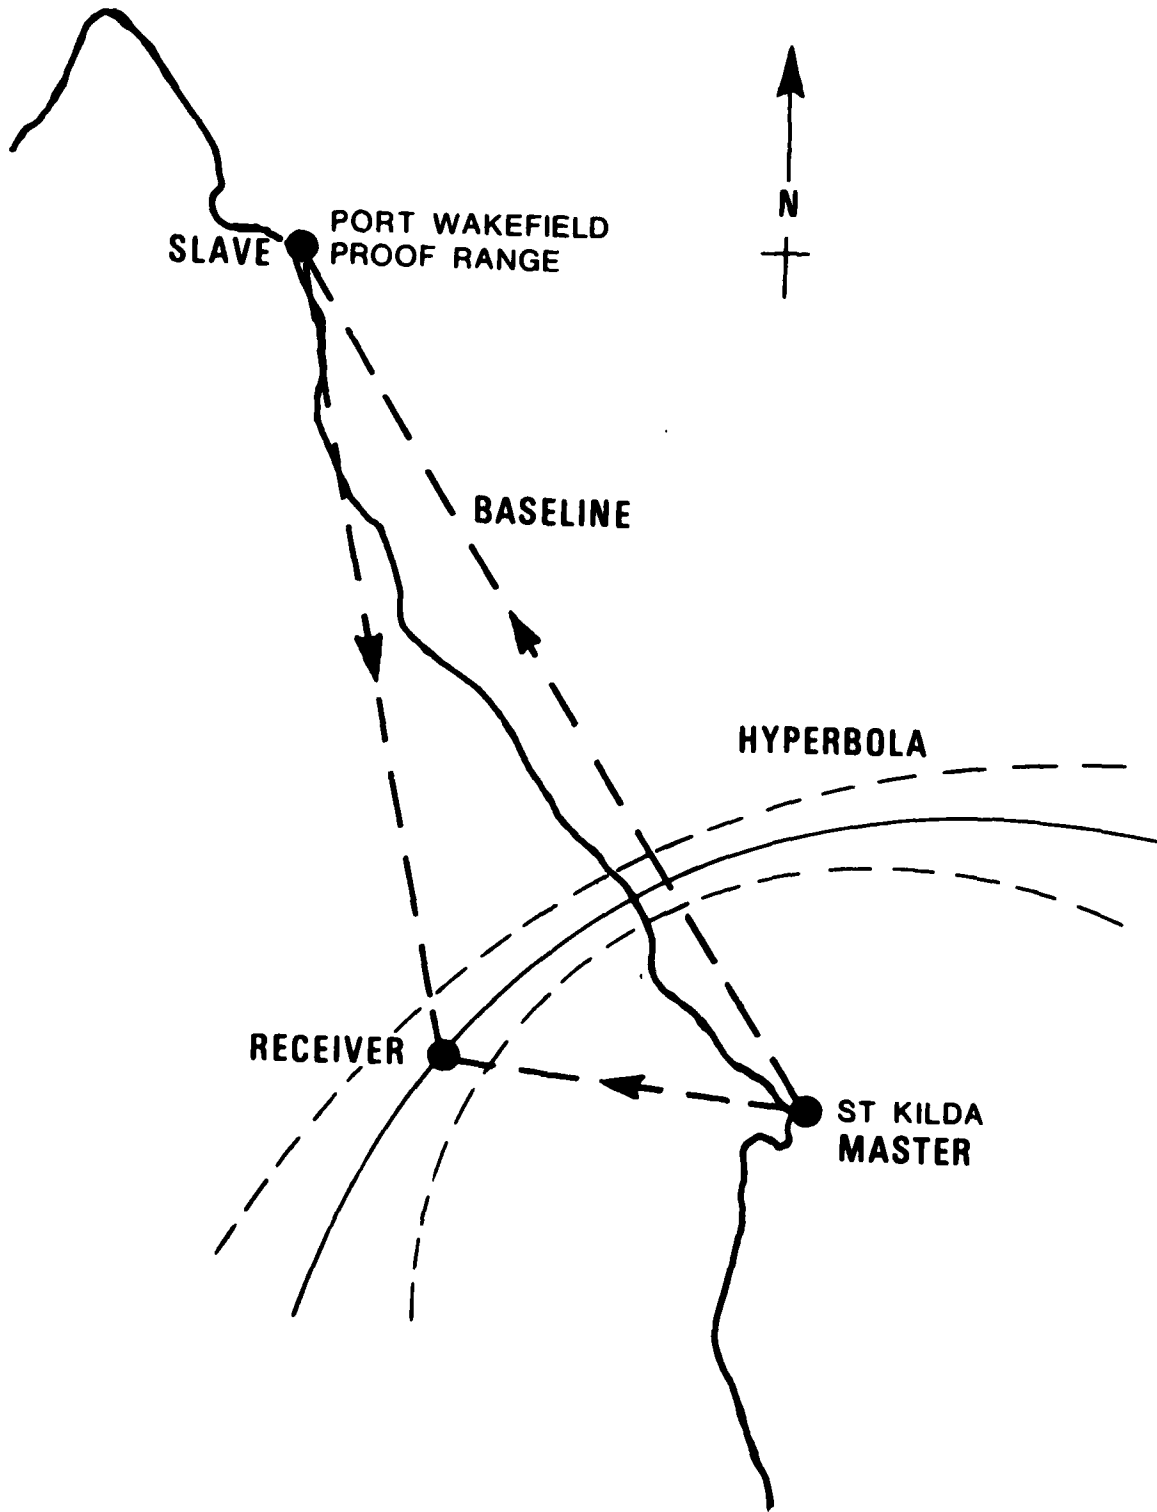 N
PORT WAKEFIELD
SLAVE PROOF RANGE
BASELINE
HYPERBOLA
RECEIVER
ST KILDA
MASTER